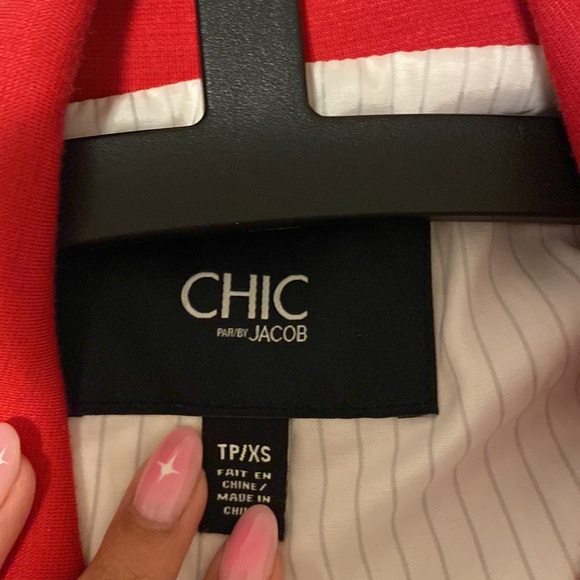 CHIC
PAR/BY JACOB
TP/XS
FAIT EN
CHINE/
MADE IN